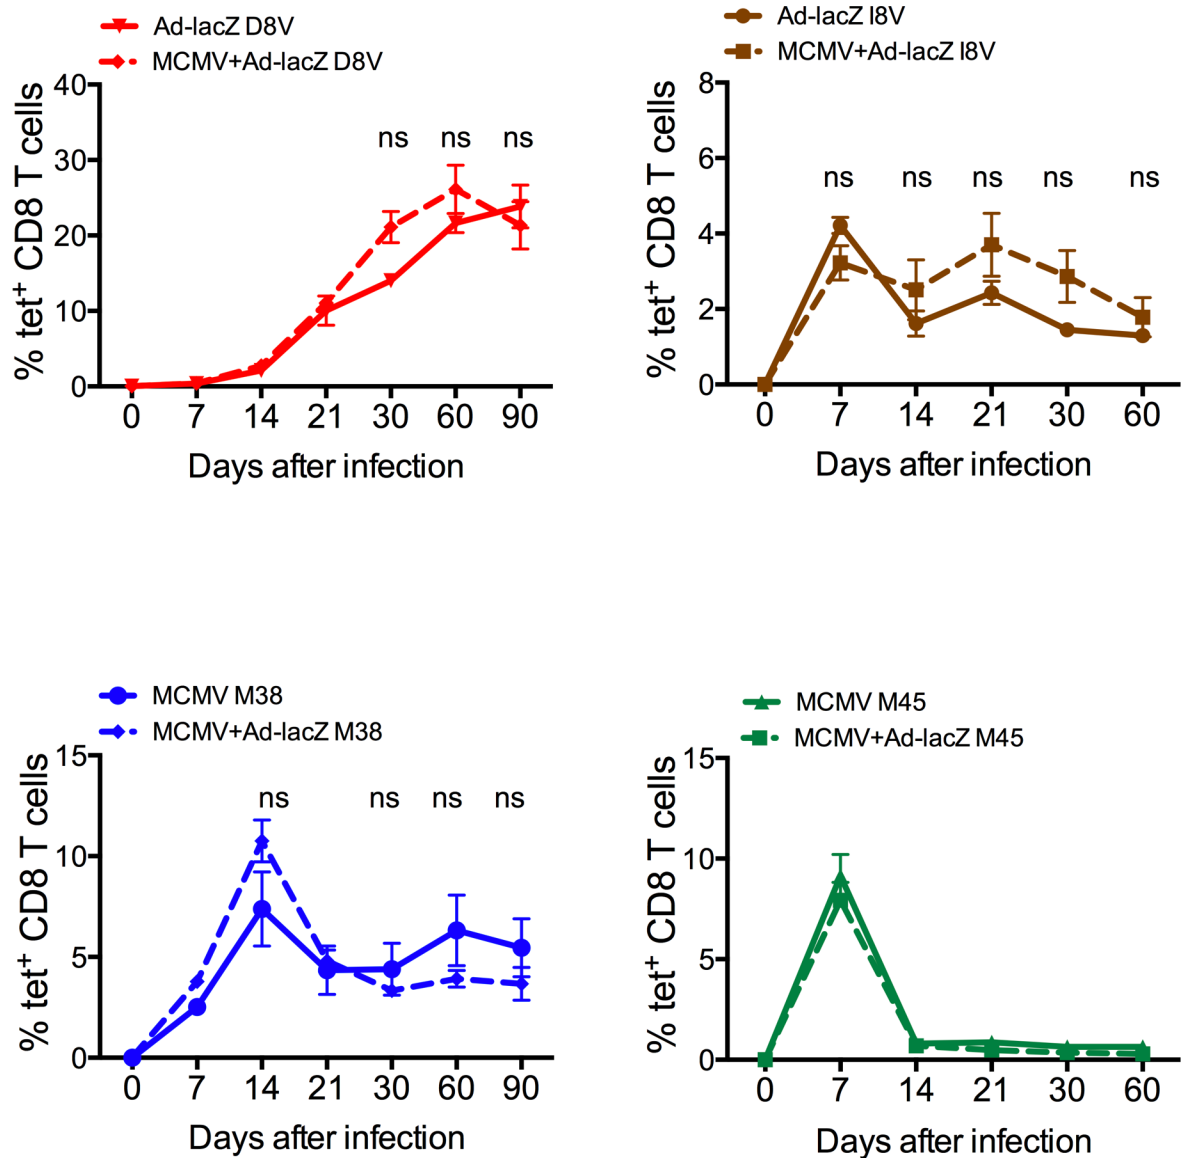 Ad-lacZ D8V
MCMV+Ad-lacZ D8V
% tet⁺ CD8 T cells
40
30
20
10
0
ns ns ns
0 7 14 21 30 60 90
Days after infection
Ad-lacZ I8V
MCMV+Ad-lacZ I8V
% tet⁺ CD8 T cells
8
6
4
2
0
ns ns ns ns ns
0 7 14 21 30 60
Days after infection
MCMV M38
MCMV+Ad-lacZ M38
% tet⁺ CD8 T cells
15
10
5
0
ns ns ns ns
0 7 14 21 30 60 90
Days after infection
MCMV M45
MCMV+Ad-lacZ M45
% tet⁺ CD8 T cells
15
10
5
0
0 7 14 21 30 60
Days after infection